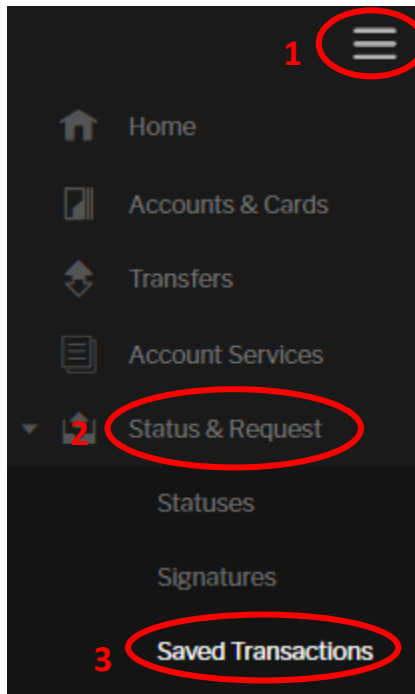 1
Home
Accounts & Cards
Transfers
Account Services
2 Status & Request
Statuses
Signatures
3 Saved Transactions